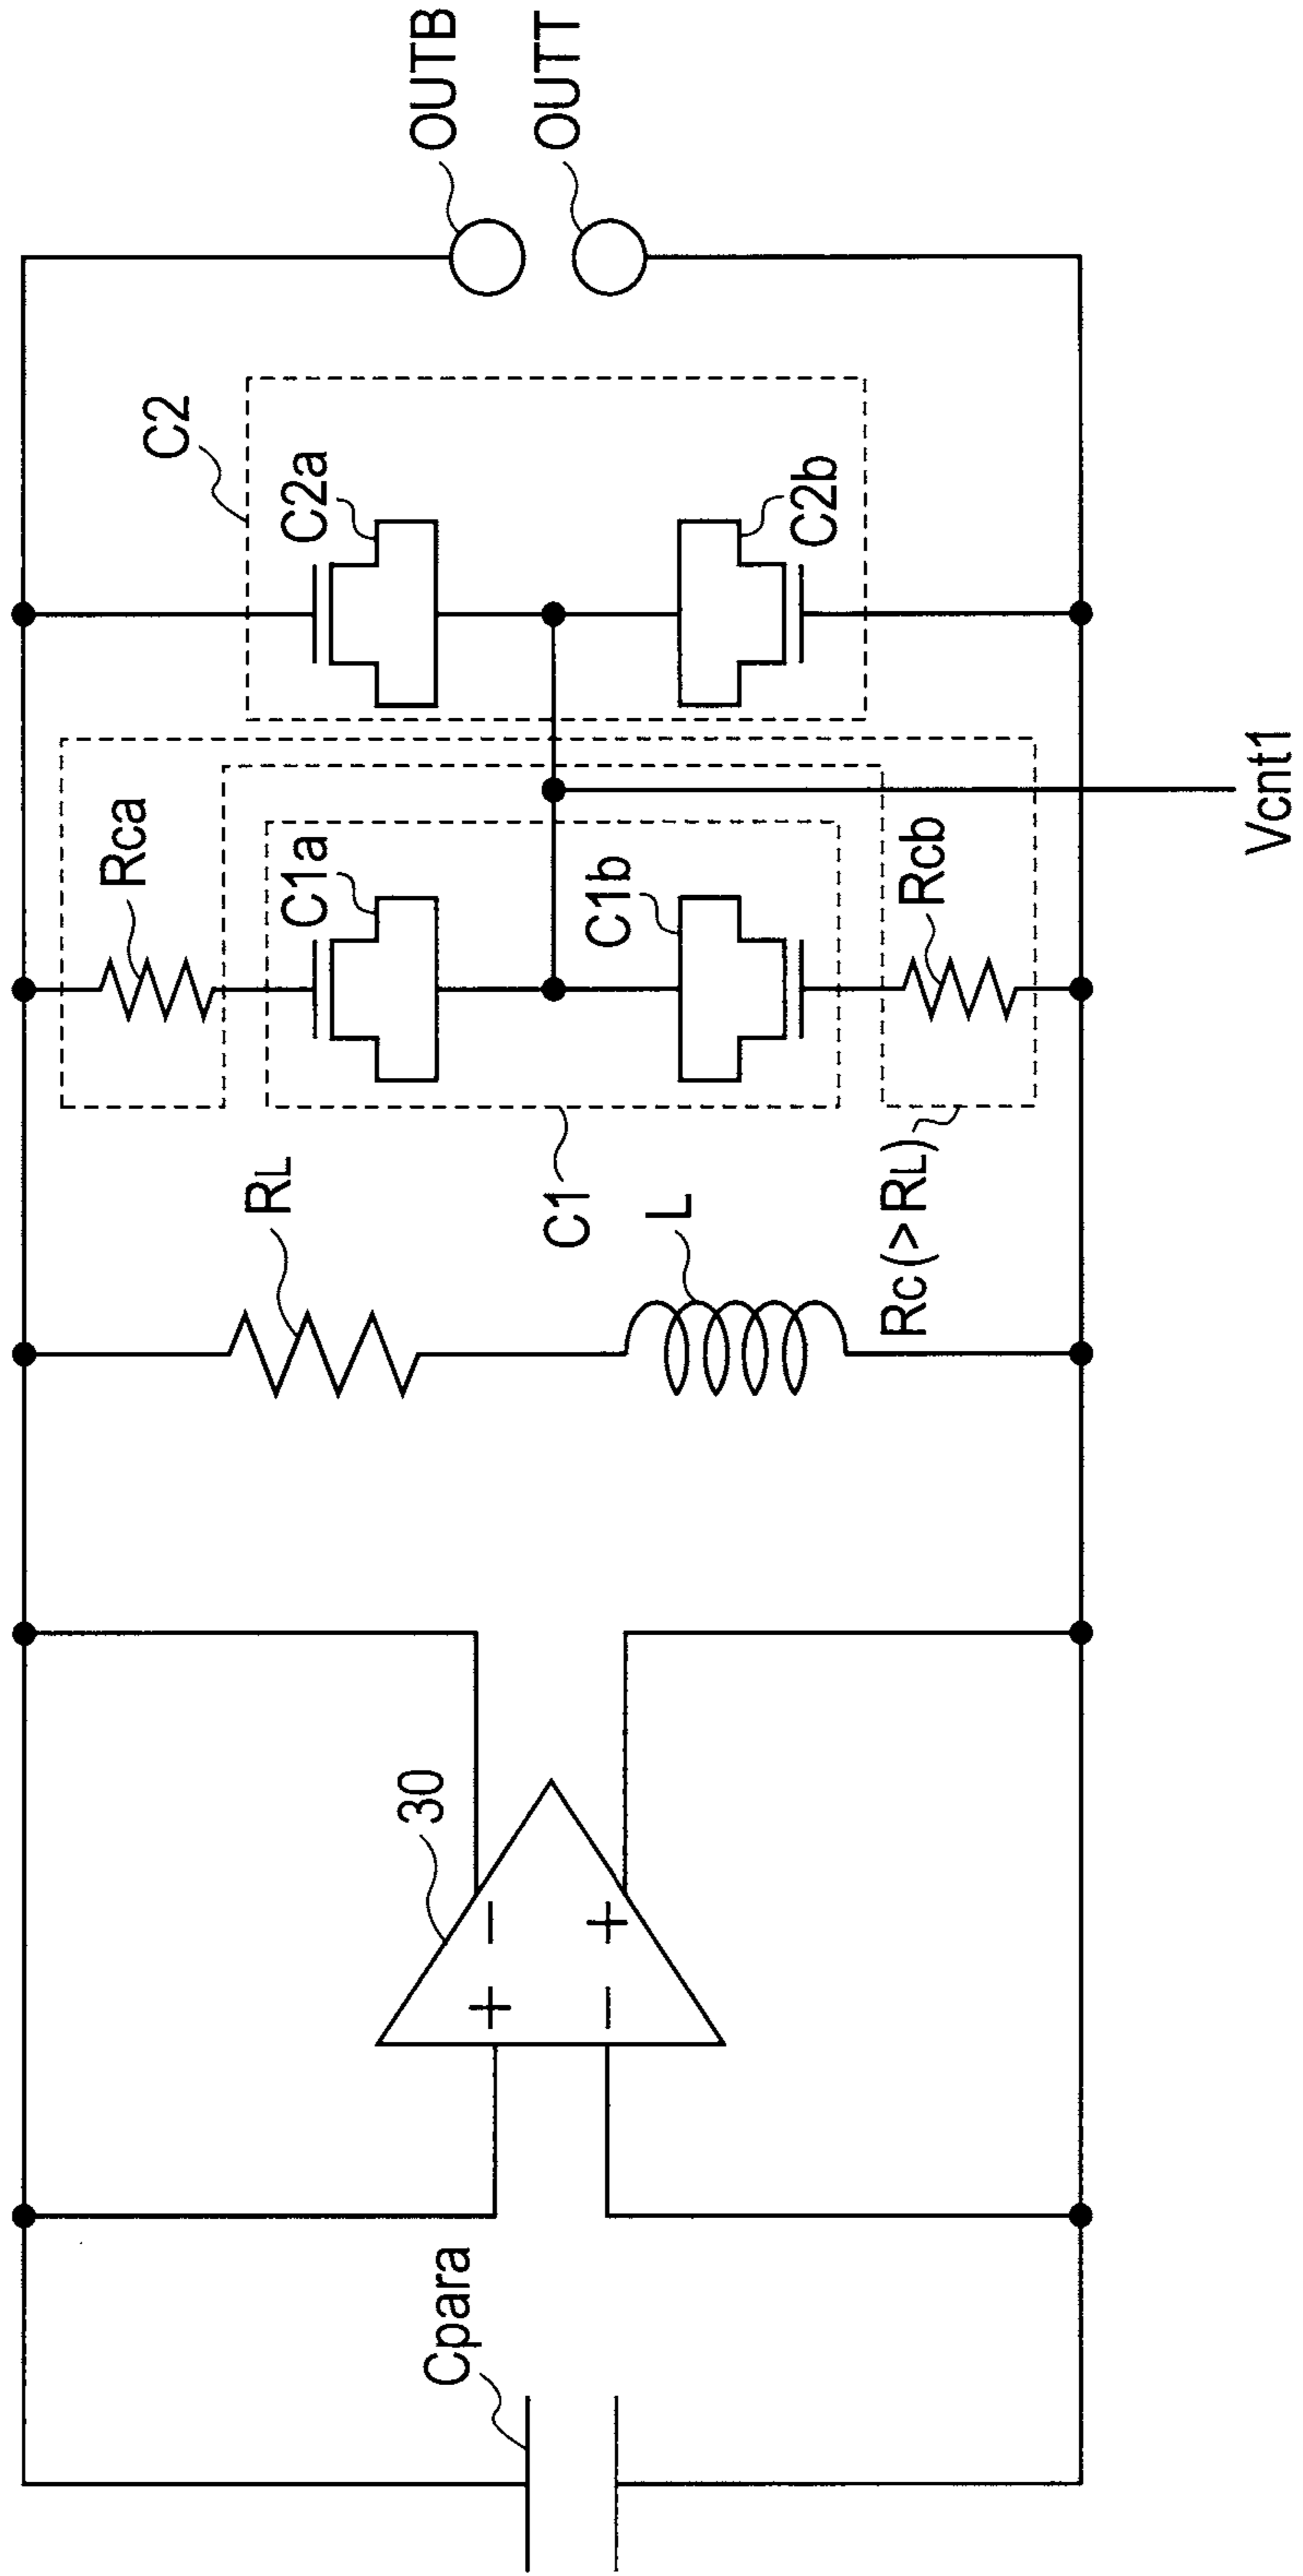 OUTB
OUTT
C2
C2a
C2b
Rca
C1a
C1b
Rcb
Vcnt1
RL
C1
L
Rc(>RL)
30
+ −
− +
Cpara